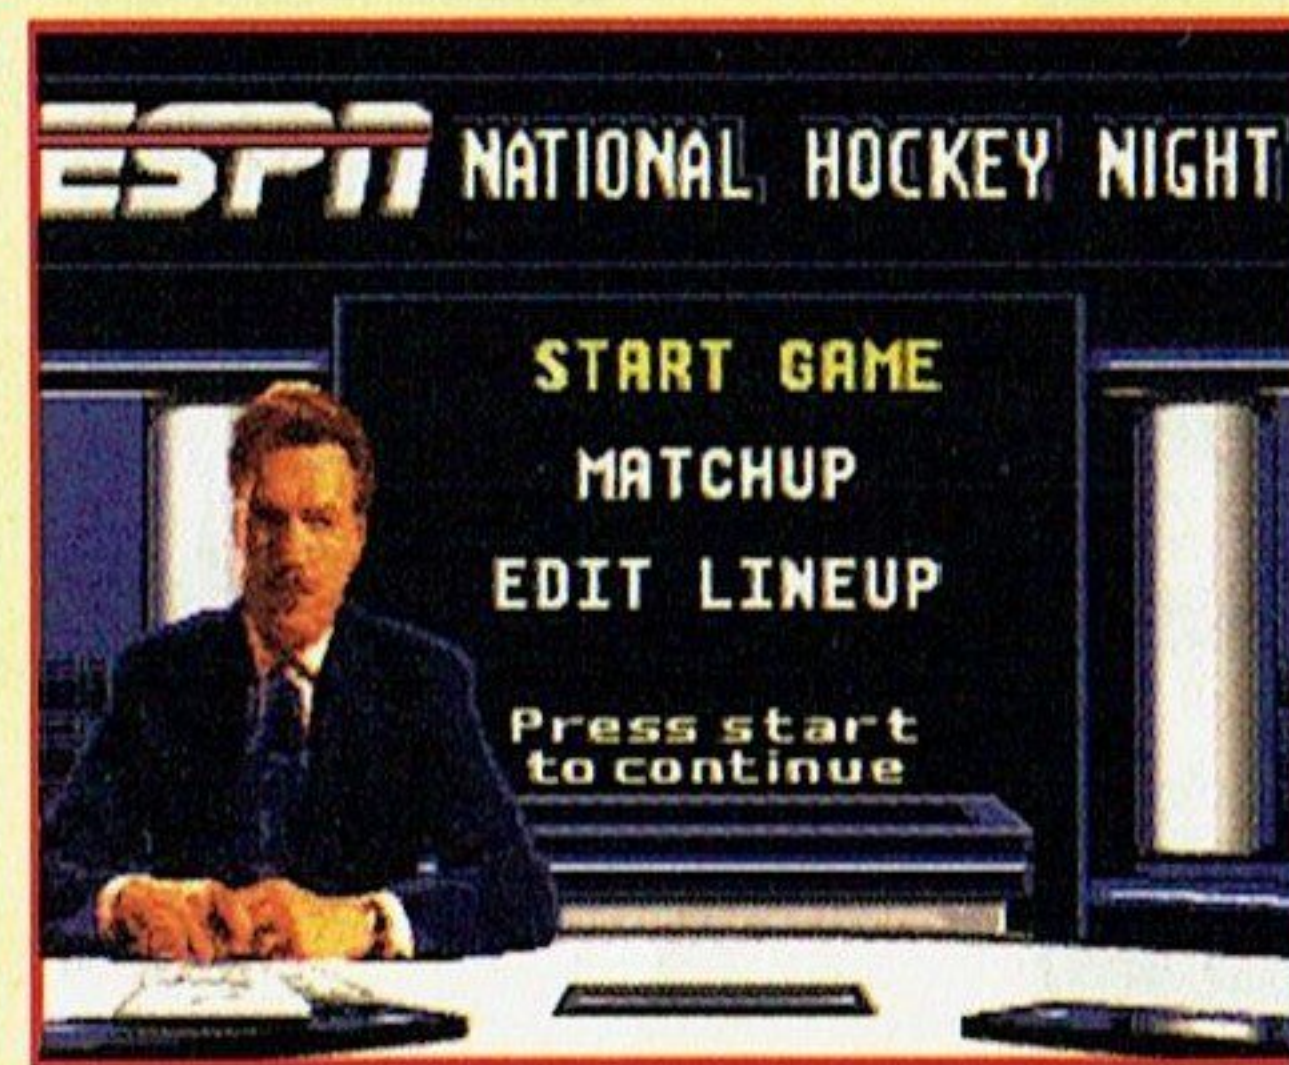 ESPN NATIONAL HOCKEY NIGHT
START GAME
MATCHUP
EDIT LINEUP
Press start
to continue